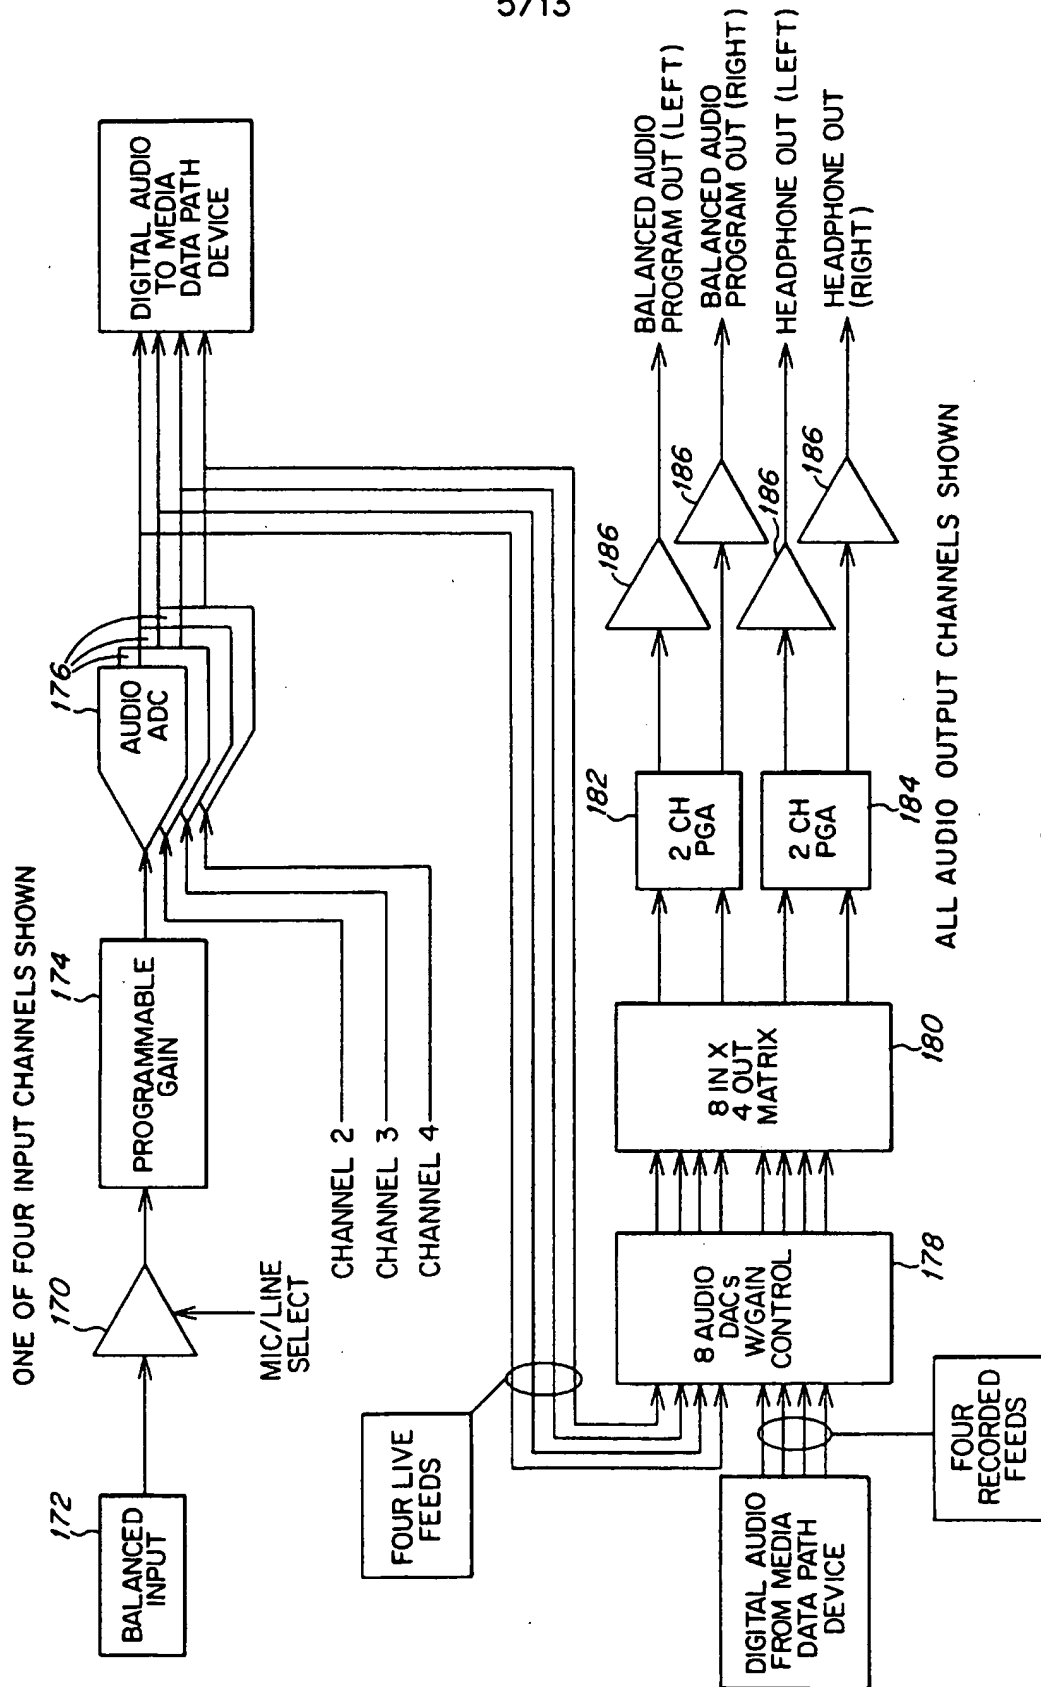 5/13
ONE OF FOUR INPUT CHANNELS SHOWN
172
BALANCED
INPUT
170
MIC/LINE
SELECT
174
PROGRAMMABLE
GAIN
176
AUDIO
ADC
DIGITAL AUDIO
TO MEDIA
DATA PATH
DEVICE
CHANNEL 2
CHANNEL 3
CHANNEL 4
FOUR LIVE
FEEDS
DIGITAL AUDIO
FROM MEDIA
DATA PATH
DEVICE
FOUR
RECORDED
FEEDS
8 AUDIO
DACs
W/GAIN
CONTROL
178
8 IN X
4 OUT
MATRIX
180
182
2 CH
PGA
2 CH
PGA
184
186
186
186
186
BALANCED AUDIO
PROGRAM OUT (LEFT)
BALANCED AUDIO
PROGRAM OUT (RIGHT)
HEADPHONE OUT (LEFT)
HEADPHONE OUT
(RIGHT)
ALL AUDIO OUTPUT CHANNELS SHOWN